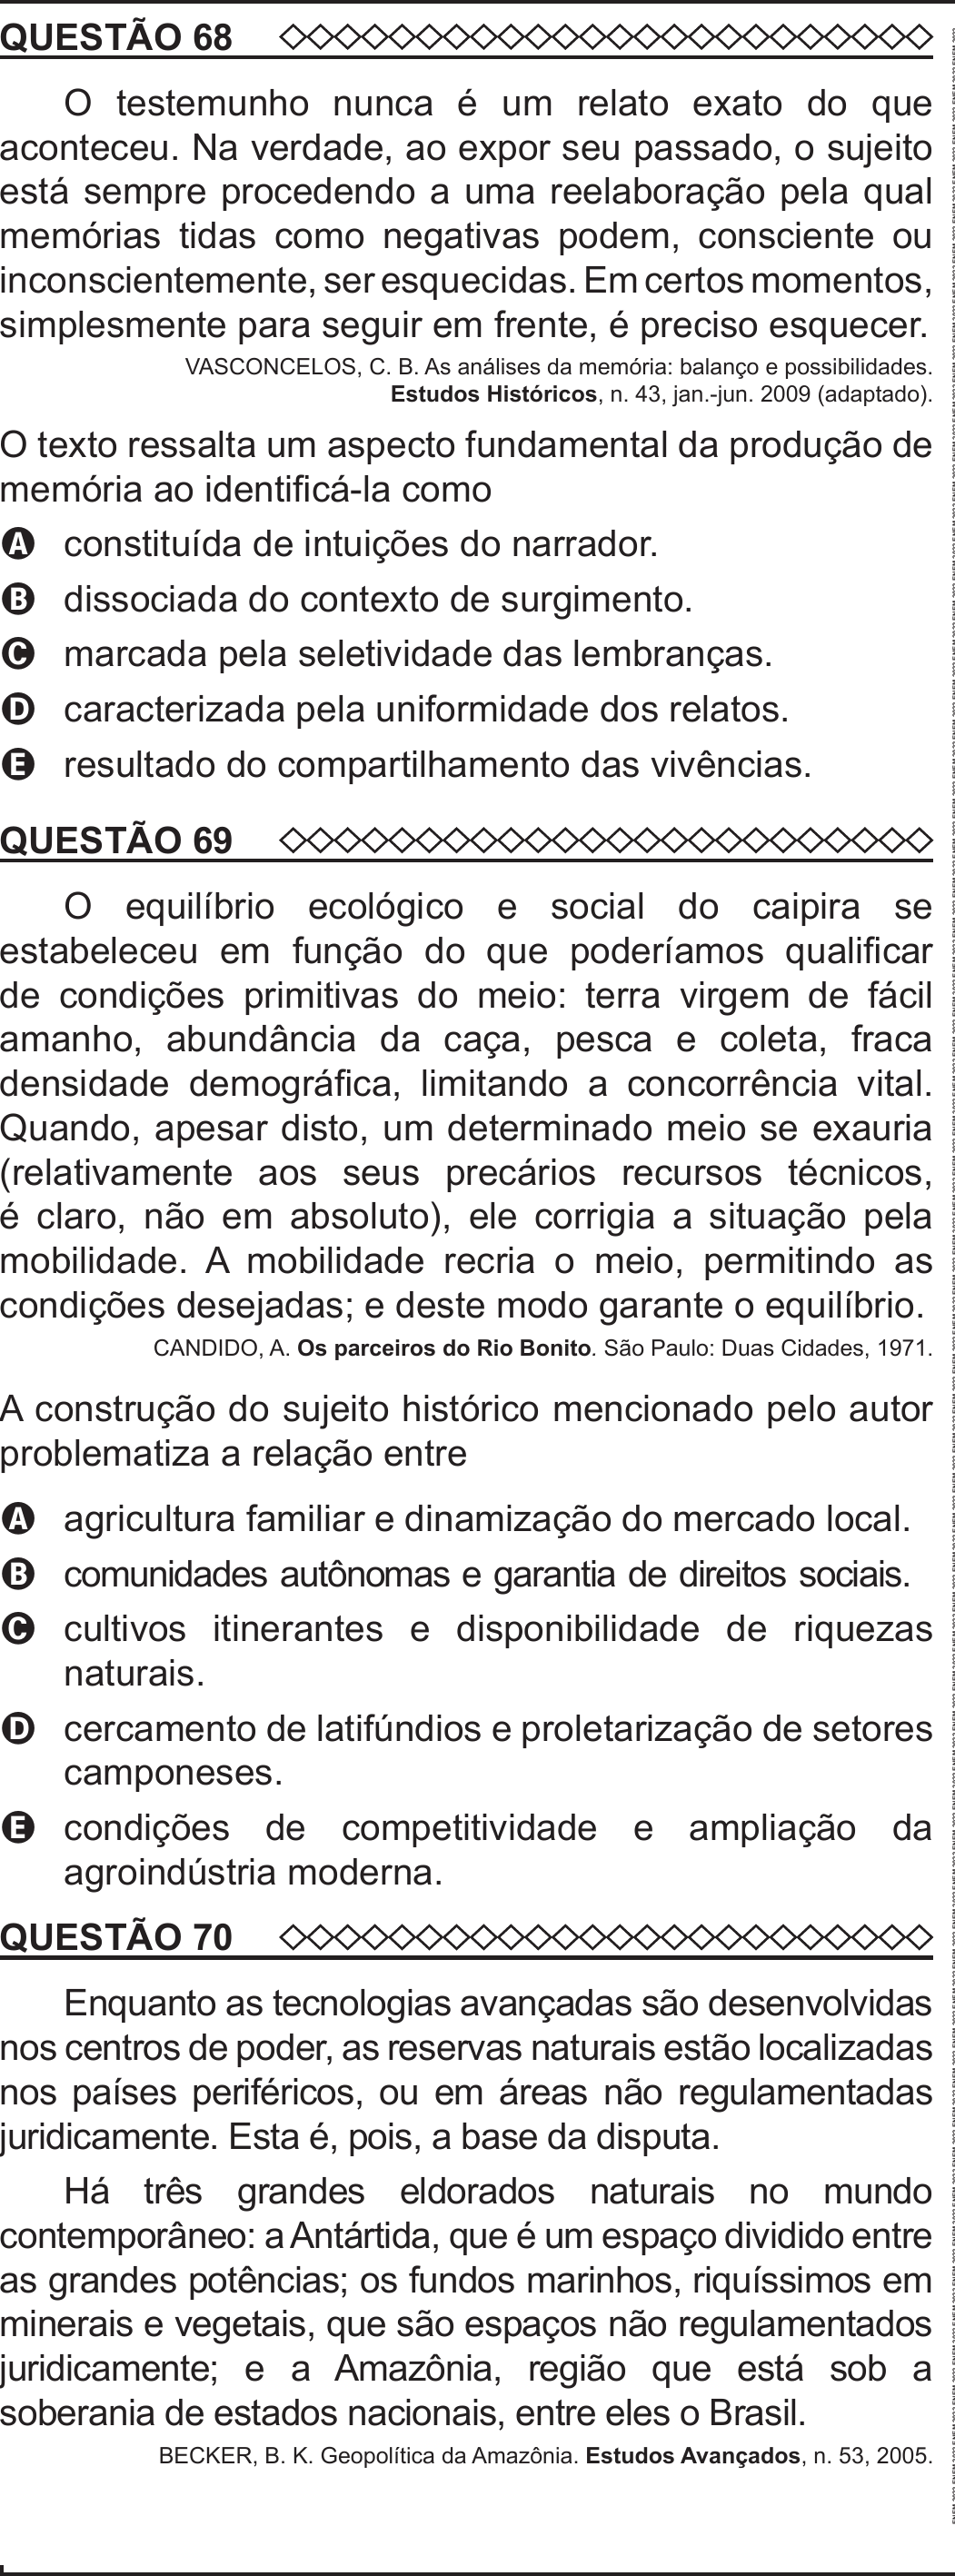 QUESTÃO 68
O testemunho nunca é um relato exato do que
aconteceu. Na verdade, ao expor seu passado, o sujeito
está sempre procedendo a uma reelaboração pela qual
memórias tidas como negativas podem, consciente ou
inconscientemente, ser esquecidas. Em certos momentos,
simplesmente para seguir em frente, é preciso esquecer.
VASCONCELOS, C. B. As análises da memória: balanço e possibilidades.
Estudos Históricos, n. 43, jan.-jun. 2009 (adaptado).
O texto ressalta um aspecto fundamental da produção de
memória ao identificá-la como
A constituída de intuições do narrador.
B dissociada do contexto de surgimento.
C marcada pela seletividade das lembranças.
D caracterizada pela uniformidade dos relatos.
E resultado do compartilhamento das vivências.
QUESTÃO 69
O equilíbrio ecológico e social do caipira se
estabeleceu em função do que poderíamos qualificar
de condições primitivas do meio: terra virgem de fácil
amanho, abundância da caça, pesca e coleta, fraca
densidade demográfica, limitando a concorrência vital.
Quando, apesar disto, um determinado meio se exauria
(relativamente aos seus precários recursos técnicos,
é claro, não em absoluto), ele corrigia a situação pela
mobilidade. A mobilidade recria o meio, permitindo as
condições desejadas; e deste modo garante o equilíbrio.
CANDIDO, A. Os parceiros do Rio Bonito. São Paulo: Duas Cidades, 1971.
A construção do sujeito histórico mencionado pelo autor
problematiza a relação entre
A agricultura familiar e dinamização do mercado local.
B comunidades autônomas e garantia de direitos sociais.
C cultivos itinerantes e disponibilidade de riquezas
naturais.
D cercamento de latifúndios e proletarização de setores
camponeses.
E condições de competitividade e ampliação da
agroindústria moderna.
QUESTÃO 70
Enquanto as tecnologias avançadas são desenvolvidas
nos centros de poder, as reservas naturais estão localizadas
nos países periféricos, ou em áreas não regulamentadas
juridicamente. Esta é, pois, a base da disputa.
Há três grandes eldorados naturais no mundo
contemporâneo: a Antártida, que é um espaço dividido entre
as grandes potências; os fundos marinhos, riquíssimos em
minerais e vegetais, que são espaços não regulamentados
juridicamente; e a Amazônia, região que está sob a
soberania de estados nacionais, entre eles o Brasil.
BECKER, B. K. Geopolítica da Amazônia. Estudos Avançados, n. 53, 2005.